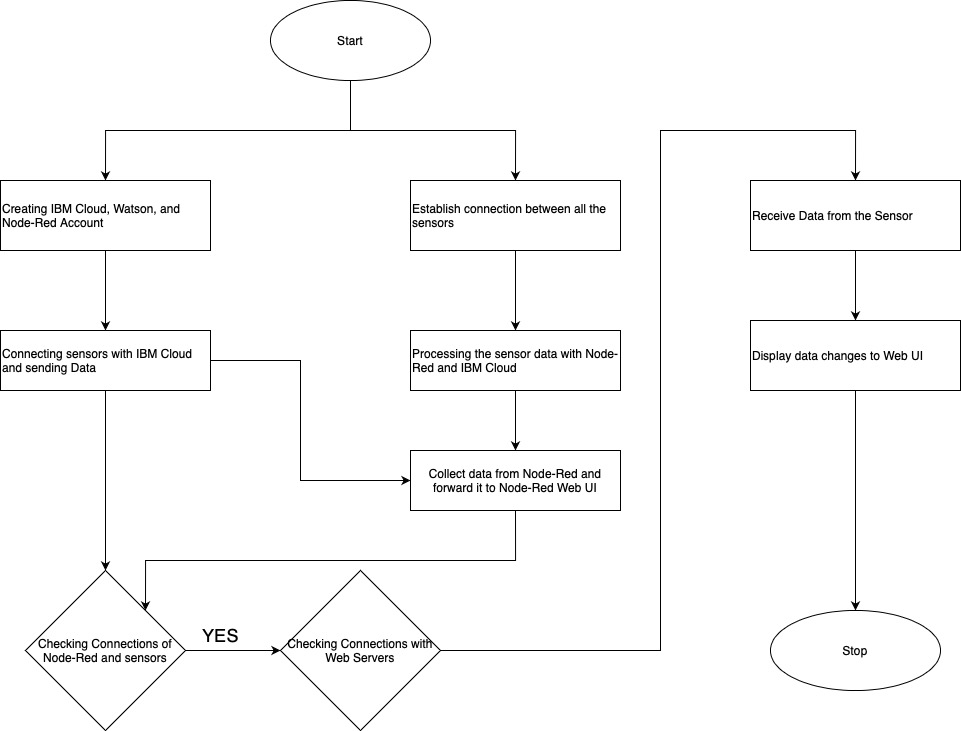 Start
Creating IBM Cloud, Watson, and
Node-Red Account
Establish connection between all the
sensors
Receive Data from the Sensor
Connecting sensors with IBM Cloud
and sending Data
Processing the sensor data with Node-
Red and IBM Cloud
Display data changes to Web UI
Collect data from Node-Red and
forward it to Node-Red Web UI
Checking Connections of
Node-Red and sensors
YES
Checking Connections with
Web Servers
Stop